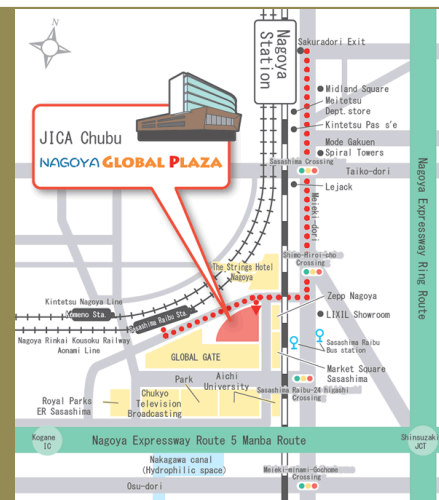 Nagoya
Station
Sakuradori Exit
Midland Square
Meitetsu
Dept.store
Kintetsu Pas s'e
Mode Gakuen
Spiral Towers
Sasashima Crossing
Taiko-dori
Lejack
Meieki-dori
Nagoya Expressway Ring Route
JICA Chubu
NAGOYA GLOBAL PLAZA
Shimo-Hiroi-cho
Crossing
The Strings Hotel
Nagoya
Zepp Nagoya
LIXIL Showroom
Kintetsu Nagoya Line
Komeno Sta.
Sasashima Raibu Sta.
Nagoya Rinkai Kousoku Railway
Aonami Line
Sasashima Raibu
Bus station
GLOBAL GATE
Market Square
Sasashima
Park
Aichi
University
Sasashima Raibu-24 higashi
Crossing
Chukyo
Television
Broadcasting
Royal Parks
ER Sasashima
Kogane
IC
Nagoya Expressway Route 5 Manba Route
Shinsuzaki
JCT
Nakagawa canal
(Hydrophilic space)
Meieki-minami-Gochome
Crossing
Osu-dori